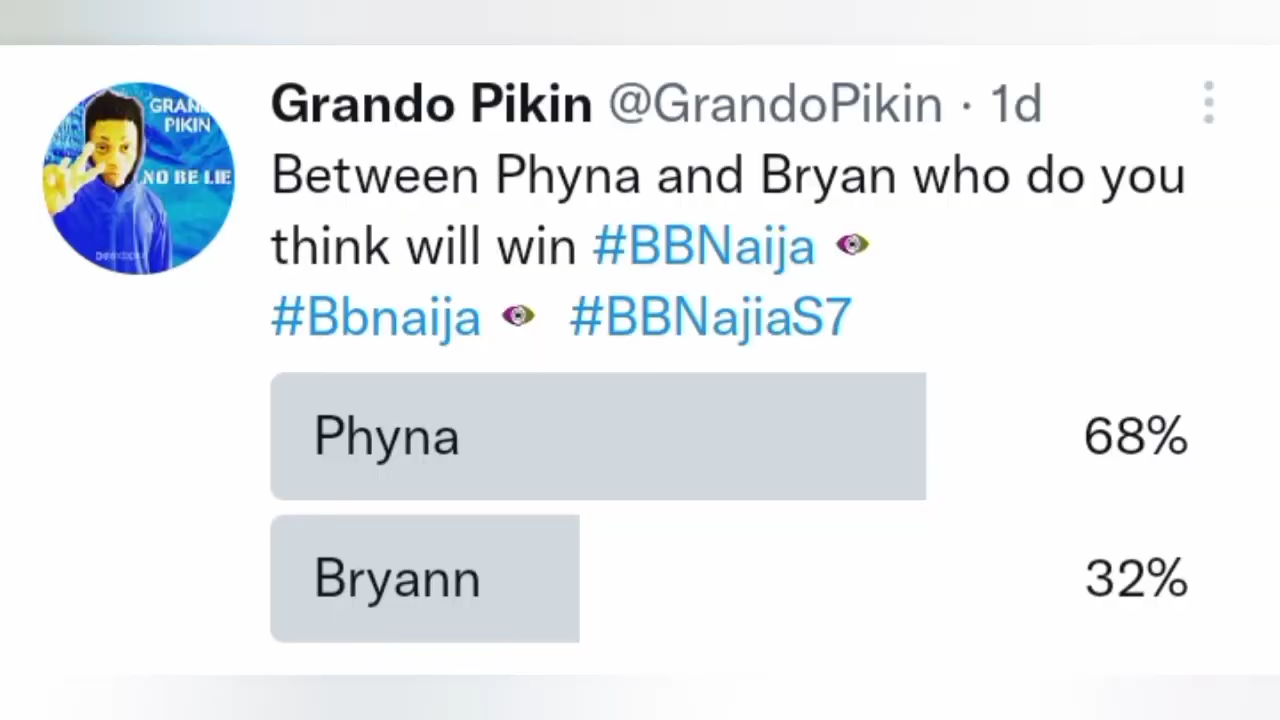 GRAN
PIKIN
NO BE LIE
Grando Pikin @GrandoPikin · 1d
Between Phyna and Bryan who do you
think will win #BBNaija
#Bbnaija #BBNajiaS7
Phyna 68%
Bryann 32%